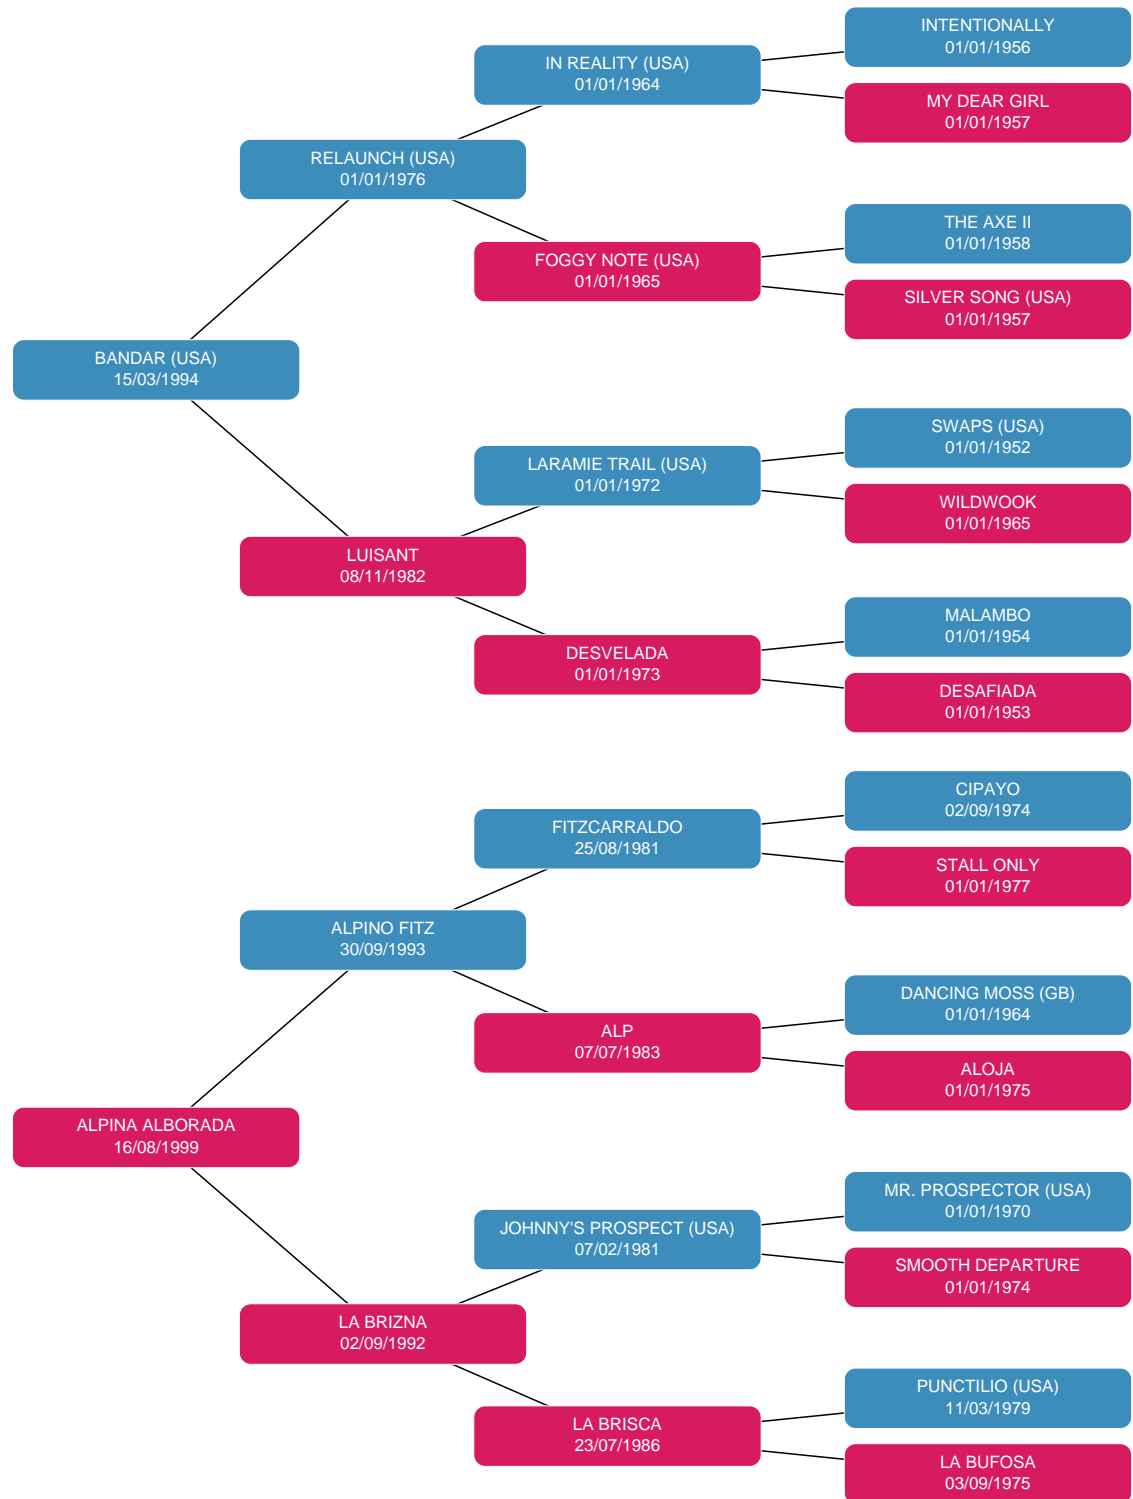 INTENTIONALLY
01/01/1956
IN REALITY (USA)
01/01/1964
MY DEAR GIRL
01/01/1957
RELAUNCH (USA)
01/01/1976
THE AXE II
01/01/1958
FOGGY NOTE (USA)
01/01/1965
SILVER SONG (USA)
01/01/1957
BANDAR (USA)
15/03/1994
SWAPS (USA)
01/01/1952
LARAMIE TRAIL (USA)
01/01/1972
WILDWOOK
01/01/1965
LUISANT
08/11/1982
MALAMBO
01/01/1954
DESVELADA
01/01/1973
DESAFIADA
01/01/1953
CIPAYO
02/09/1974
FITZCARRALDO
25/08/1981
STALL ONLY
01/01/1977
ALPINO FITZ
30/09/1993
DANCING MOSS (GB)
01/01/1964
ALP
07/07/1983
ALOJA
01/01/1975
ALPINA ALBORADA
16/08/1999
MR. PROSPECTOR (USA)
01/01/1970
JOHNNY'S PROSPECT (USA)
07/02/1981
SMOOTH DEPARTURE
01/01/1974
LA BRIZNA
02/09/1992
PUNCTILIO (USA)
11/03/1979
LA BRISCA
23/07/1986
LA BUFOSA
03/09/1975